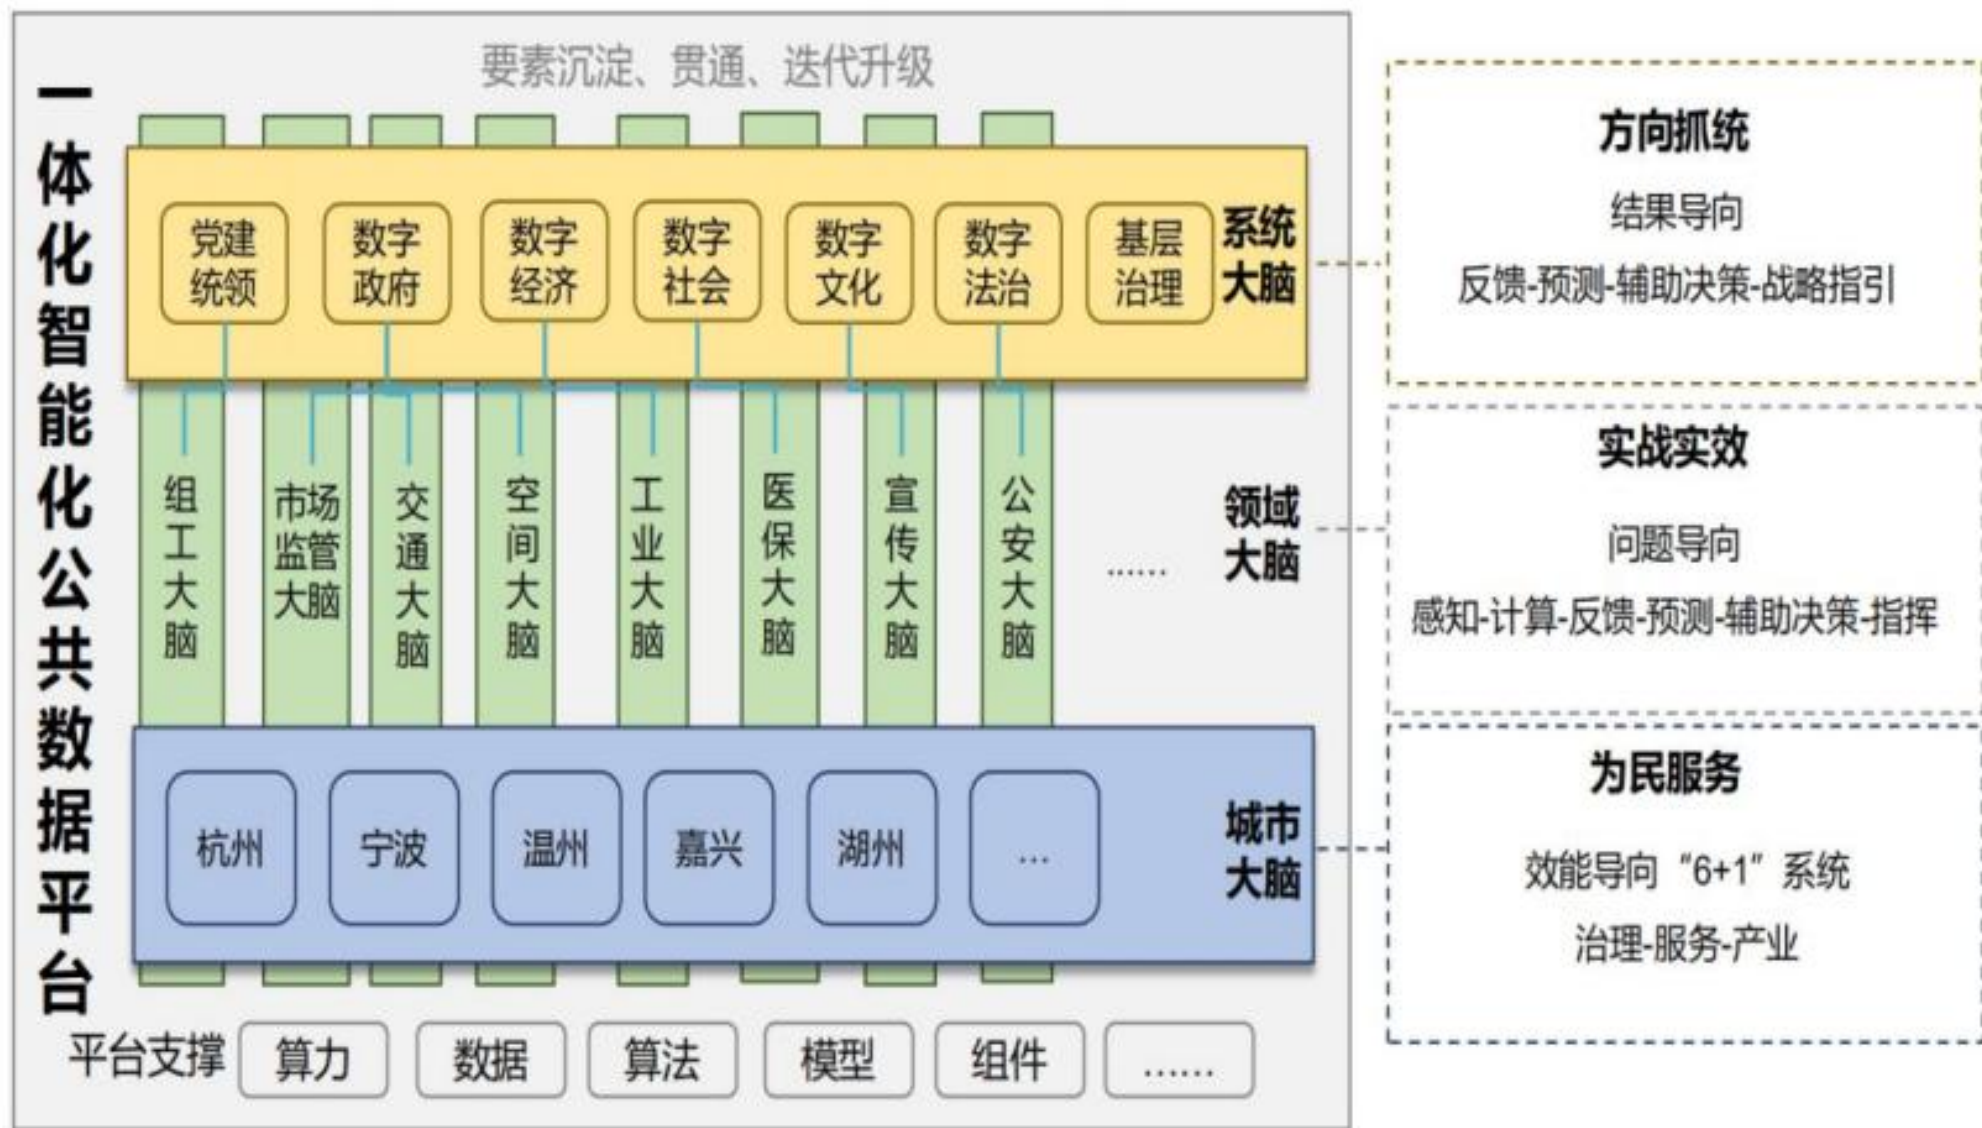 一体化智能化公共数据平台
要素沉淀、贯通、迭代升级
党建
统领
数字
政府
数字
经济
数字
社会
数字
文化
数字
法治
基层
治理
系统
大脑
组工大脑
市场
监管
大脑
交通大脑
空间大脑
工业大脑
医保大脑
宣传大脑
公安大脑
……
领域
大脑
杭州
宁波
温州
嘉兴
湖州
…
城市
大脑
平台支撑
算力
数据
算法
模型
组件
……
方向抓统
结果导向
反馈-预测-辅助决策-战略指引
实战实效
问题导向
感知-计算-反馈-预测-辅助决策-指挥
为民服务
效能导向“6+1”系统
治理-服务-产业